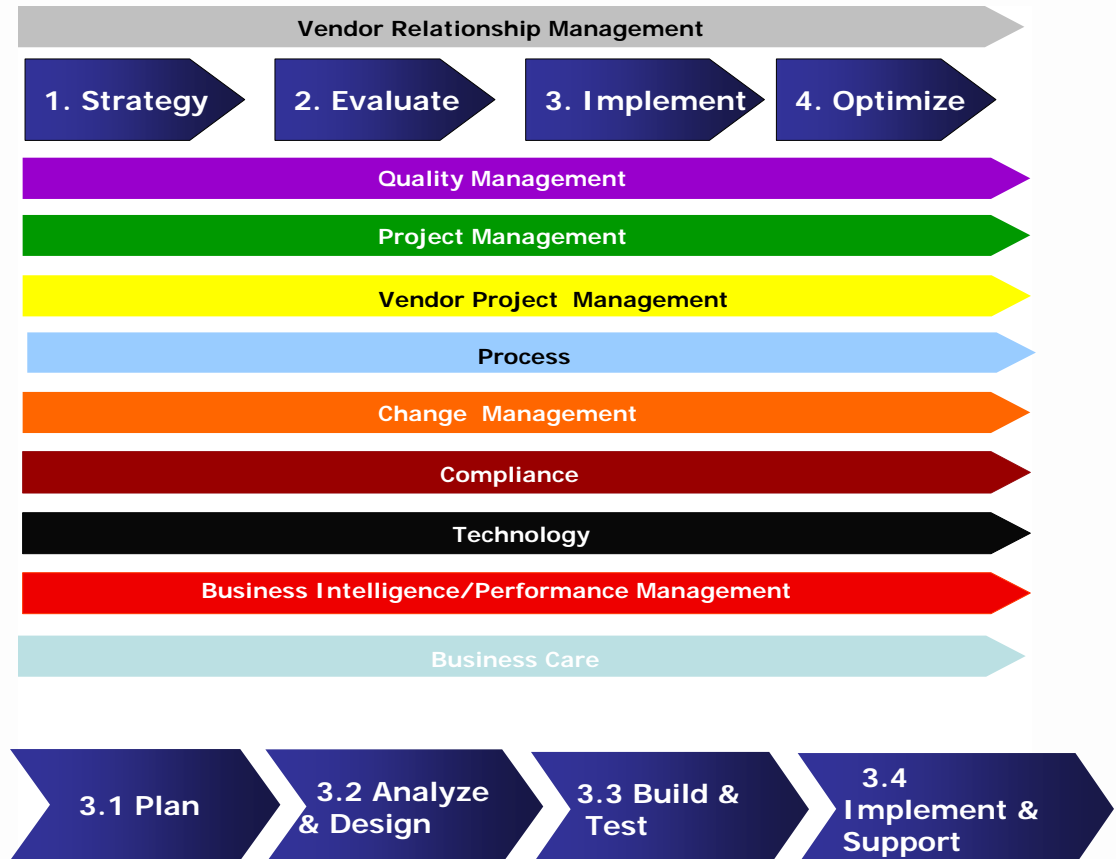 Vendor Relationship Management
1. Strategy
2. Evaluate
3. Implement
4. Optimize
Quality Management
Project Management
Vendor Project  Management
Process
Change  Management
Compliance
Technology
Business Intelligence/Performance Management
Business Care
3.1 Plan
3.2 Analyze
& Design
3.3 Build &
Test
3.4
Implement &
Support